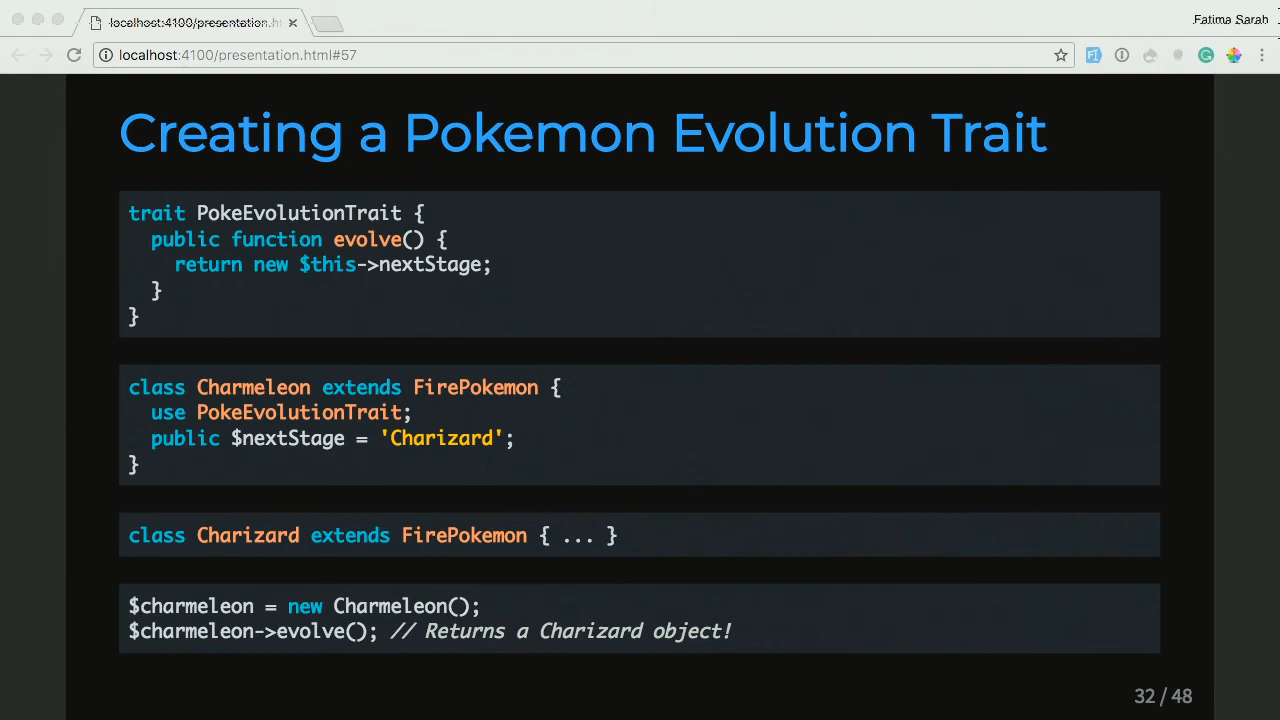 localhost:4100/presentation.ht
Fatima Sarah
localhost:4100/presentation.html#57
Creating a Pokemon Evolution Trait
trait PokeEvolutionTrait {
  public function evolve() {
    return new $this->nextStage;
  }
}
class Charmeleon extends FirePokemon {
  use PokeEvolutionTrait;
  public $nextStage = 'Charizard';
}
class Charizard extends FirePokemon { ... }
$charmeleon = new Charmeleon();
$charmeleon->evolve(); // Returns a Charizard object!
32 / 48